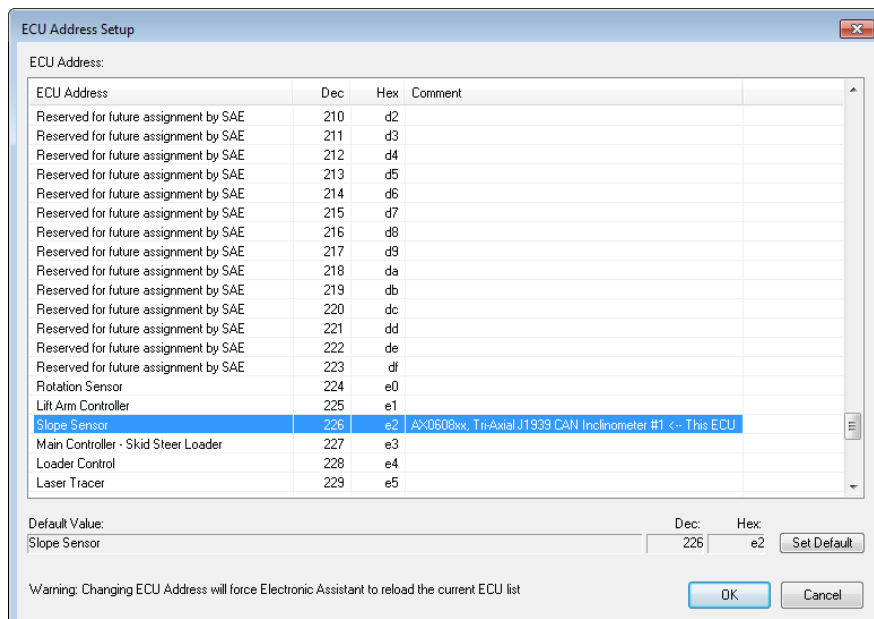 ECU Address Setup
ECU Address:
ECU Address Dec Hex Comment
Reserved for future assignment by SAE 210 d2
Reserved for future assignment by SAE 211 d3
Reserved for future assignment by SAE 212 d4
Reserved for future assignment by SAE 213 d5
Reserved for future assignment by SAE 214 d6
Reserved for future assignment by SAE 215 d7
Reserved for future assignment by SAE 216 d8
Reserved for future assignment by SAE 217 d9
Reserved for future assignment by SAE 218 da
Reserved for future assignment by SAE 219 db
Reserved for future assignment by SAE 220 dc
Reserved for future assignment by SAE 221 dd
Reserved for future assignment by SAE 222 de
Reserved for future assignment by SAE 223 df
Rotation Sensor 224 e0
Lift Arm Controller 225 e1
Slope Sensor 226 e2 AX0608xx, Tri-Axial J1939 CAN Inclinometer #1 <-- This ECU
Main Controller - Skid Steer Loader 227 e3
Loader Control 228 e4
Laser Tracer 229 e5
Default Value: Dec: Hex:
Slope Sensor 226 e2 Set Default
Warning: Changing ECU Address will force Electronic Assistant to reload the current ECU list
OK Cancel